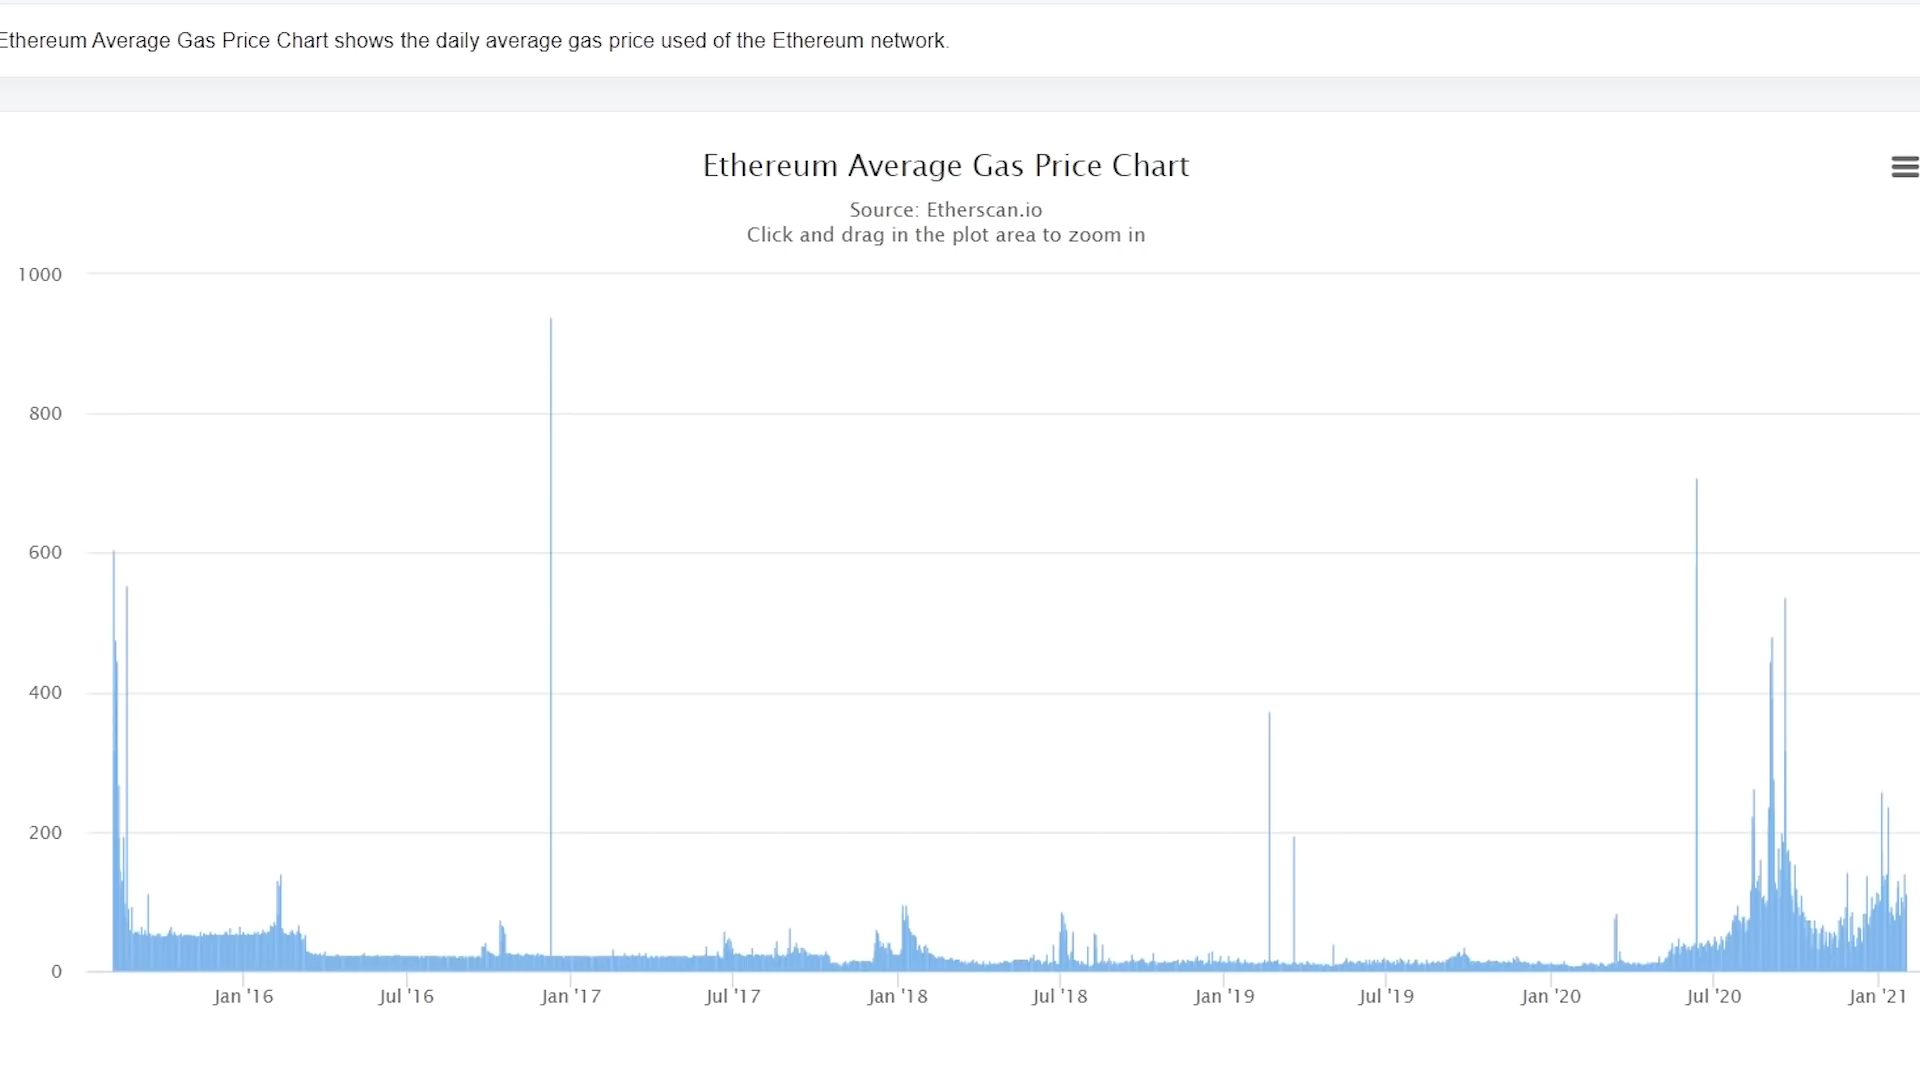 Ethereum Average Gas Price Chart shows the daily average gas price used of the Ethereum network.
Ethereum Average Gas Price Chart
Source: Etherscan.io
Click and drag in the plot area to zoom in
1000
800
600
400
200
0
Jan '16
Jul '16
Jan '17
Jul '17
Jan '18
Jul '18
Jan '19
Jul '19
Jan '20
Jul '20
Jan '21